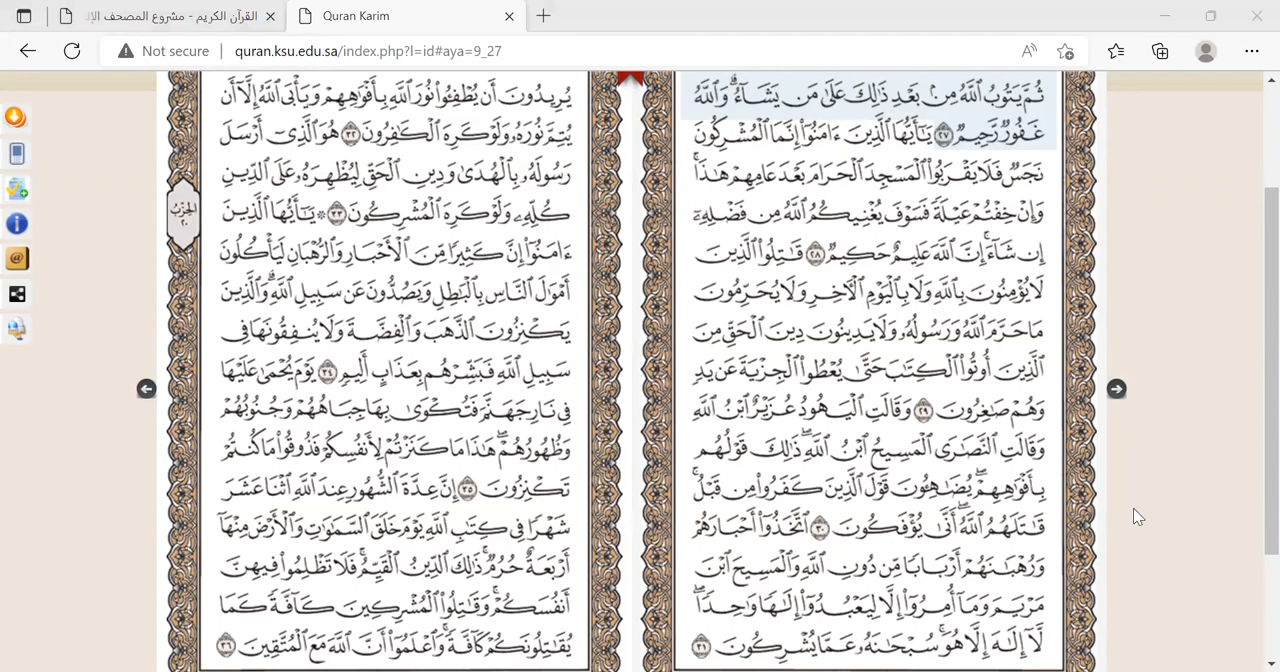 القرآن الكريم - مشروع المصحف الإل
Quran Karim
Not secure
quran.ksu.edu.sa/index.php?l=id#aya=9_27
ثُمَّ يَتُوبُ ٱللَّهُ مِنۢ بَعۡدِ ذَٰلِكَ عَلَىٰ مَن يَشَآءُۗ وَٱللَّهُ
غَفُورٞ رَّحِيمٞ ٢٧ يَٰٓأَيُّهَا ٱلَّذِينَ ءَامَنُوٓاْ إِنَّمَا ٱلۡمُشۡرِكُونَ
نَجَسٞ فَلَا يَقۡرَبُواْ ٱلۡمَسۡجِدَ ٱلۡحَرَامَ بَعۡدَ عَامِهِمۡ هَٰذَاۚ
وَإِنۡ خِفۡتُمۡ عَيۡلَةٗ فَسَوۡفَ يُغۡنِيكُمُ ٱللَّهُ مِن فَضۡلِهِۦٓ
إِن شَآءَۚ إِنَّ ٱللَّهَ عَلِيمٌ حَكِيمٞ ٢٨ قَٰتِلُواْ ٱلَّذِينَ
لَا يُؤۡمِنُونَ بِٱللَّهِ وَلَا بِٱلۡيَوۡمِ ٱلۡأٓخِرِ وَلَا يُحَرِّمُونَ
مَا حَرَّمَ ٱللَّهُ وَرَسُولُهُۥ وَلَا يَدِينُونَ دِينَ ٱلۡحَقِّ مِنَ
ٱلَّذِينَ أُوتُواْ ٱلۡكِتَٰبَ حَتَّىٰ يُعۡطُواْ ٱلۡجِزۡيَةَ عَن يَدٖ
وَهُمۡ صَٰغِرُونَ ٢٩ وَقَالَتِ ٱلۡيَهُودُ عُزَيۡرٌ ٱبۡنُ ٱللَّهِ
وَقَالَتِ ٱلنَّصَٰرَى ٱلۡمَسِيحُ ٱبۡنُ ٱللَّهِۖ ذَٰلِكَ قَوۡلُهُم
بِأَفۡوَٰهِهِمۡۖ يُضَٰهِـُٔونَ قَوۡلَ ٱلَّذِينَ كَفَرُواْ مِن قَبۡلُۚ
قَٰتَلَهُمُ ٱللَّهُۖ أَنَّىٰ يُؤۡفَكُونَ ٣٠ ٱتَّخَذُوٓاْ أَحۡبَارَهُمۡ
وَرُهۡبَٰنَهُمۡ أَرۡبَابٗا مِّن دُونِ ٱللَّهِ وَٱلۡمَسِيحَ ٱبۡنَ
مَرۡيَمَ وَمَآ أُمِرُوٓاْ إِلَّا لِيَعۡبُدُوٓاْ إِلَٰهٗا وَٰحِدٗاۖ
لَّآ إِلَٰهَ إِلَّا هُوَۚ سُبۡحَٰنَهُۥ عَمَّا يُشۡرِكُونَ ٣١
يُرِيدُونَ أَن يُطۡفِـُٔواْ نُورَ ٱللَّهِ بِأَفۡوَٰهِهِمۡ وَيَأۡبَى ٱللَّهُ إِلَّآ أَن
يُتِمَّ نُورَهُۥ وَلَوۡ كَرِهَ ٱلۡكَٰفِرُونَ ٣٢ هُوَ ٱلَّذِيٓ أَرۡسَلَ
رَسُولَهُۥ بِٱلۡهُدَىٰ وَدِينِ ٱلۡحَقِّ لِيُظۡهِرَهُۥ عَلَى ٱلدِّينِ
كُلِّهِۦ وَلَوۡ كَرِهَ ٱلۡمُشۡرِكُونَ ٣٣ ۞ يَٰٓأَيُّهَا ٱلَّذِينَ
ءَامَنُوٓاْ إِنَّ كَثِيرٗا مِّنَ ٱلۡأَحۡبَارِ وَٱلرُّهۡبَانِ لَيَأۡكُلُونَ
أَمۡوَٰلَ ٱلنَّاسِ بِٱلۡبَٰطِلِ وَيَصُدُّونَ عَن سَبِيلِ ٱللَّهِۗ وَٱلَّذِينَ
يَكۡنِزُونَ ٱلذَّهَبَ وَٱلۡفِضَّةَ وَلَا يُنفِقُونَهَا فِي
سَبِيلِ ٱللَّهِ فَبَشِّرۡهُم بِعَذَابٍ أَلِيمٖ ٣٤ يَوۡمَ يُحۡمَىٰ عَلَيۡهَا
فِي نَارِ جَهَنَّمَ فَتُكۡوَىٰ بِهَا جِبَاهُهُمۡ وَجُنُوبُهُمۡ
وَظُهُورُهُمۡۖ هَٰذَا مَا كَنَزۡتُمۡ لِأَنفُسِكُمۡ فَذُوقُواْ مَا كُنتُمۡ
تَكۡنِزُونَ ٣٥ إِنَّ عِدَّةَ ٱلشُّهُورِ عِندَ ٱللَّهِ ٱثۡنَا عَشَرَ
شَهۡرٗا فِي كِتَٰبِ ٱللَّهِ يَوۡمَ خَلَقَ ٱلسَّمَٰوَٰتِ وَٱلۡأَرۡضَ مِنۡهَآ
أَرۡبَعَةٌ حُرُمٞۚ ذَٰلِكَ ٱلدِّينُ ٱلۡقَيِّمُۚ فَلَا تَظۡلِمُواْ فِيهِنَّ
أَنفُسَكُمۡۚ وَقَٰتِلُواْ ٱلۡمُشۡرِكِينَ كَآفَّةٗ كَمَا
يُقَٰتِلُونَكُمۡ كَآفَّةٗۚ وَٱعۡلَمُوٓاْ أَنَّ ٱللَّهَ مَعَ ٱلۡمُتَّقِينَ ٣٦
الحزب
٢٠